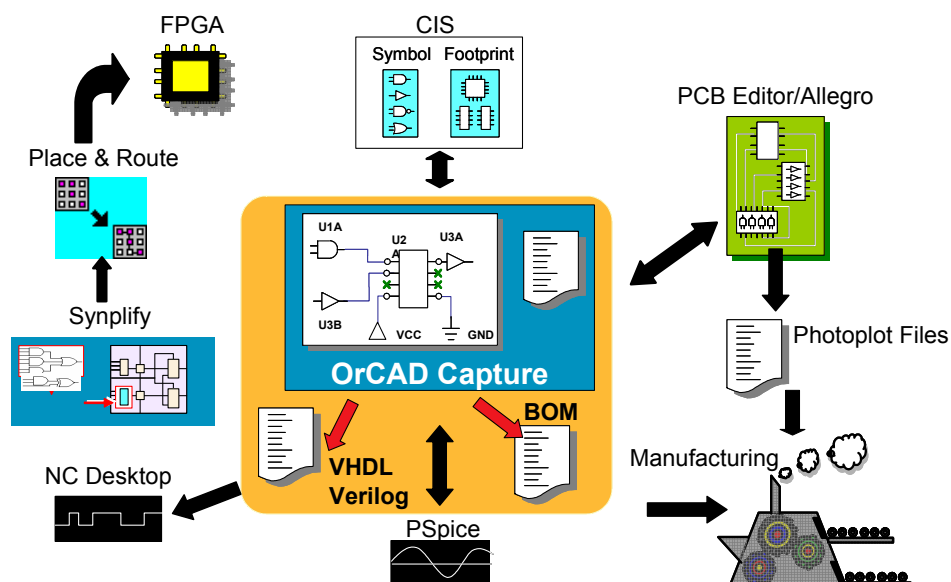 FPGA
CIS
Symbol
Footprint
PCB Editor/Allegro
Place & Route
U1A
U2
A
U3A
U3B
VCC
GND
Synplify
Photoplot Files
OrCAD Capture
BOM
VHDL
Verilog
Manufacturing
NC Desktop
PSpice